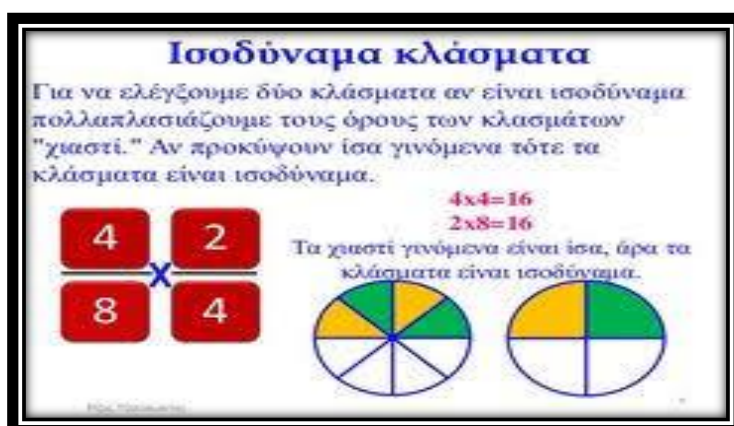 Ισοδύναμα κλάσματα
Για να ελέγξουμε δύο κλάσματα αν είναι ισοδύναμα
πολλαπλασιάζουμε τους όρους των κλασμάτων
"χιαστί." Αν προκύψουν ίσα γινόμενα τότε τα
κλάσματα είναι ισοδύναμα.
4x4=16
2x8=16
Τα χιαστί γινόμενα είναι ίσα, άρα τα
κλάσματα είναι ισοδύναμα.
4 2
X
8 4